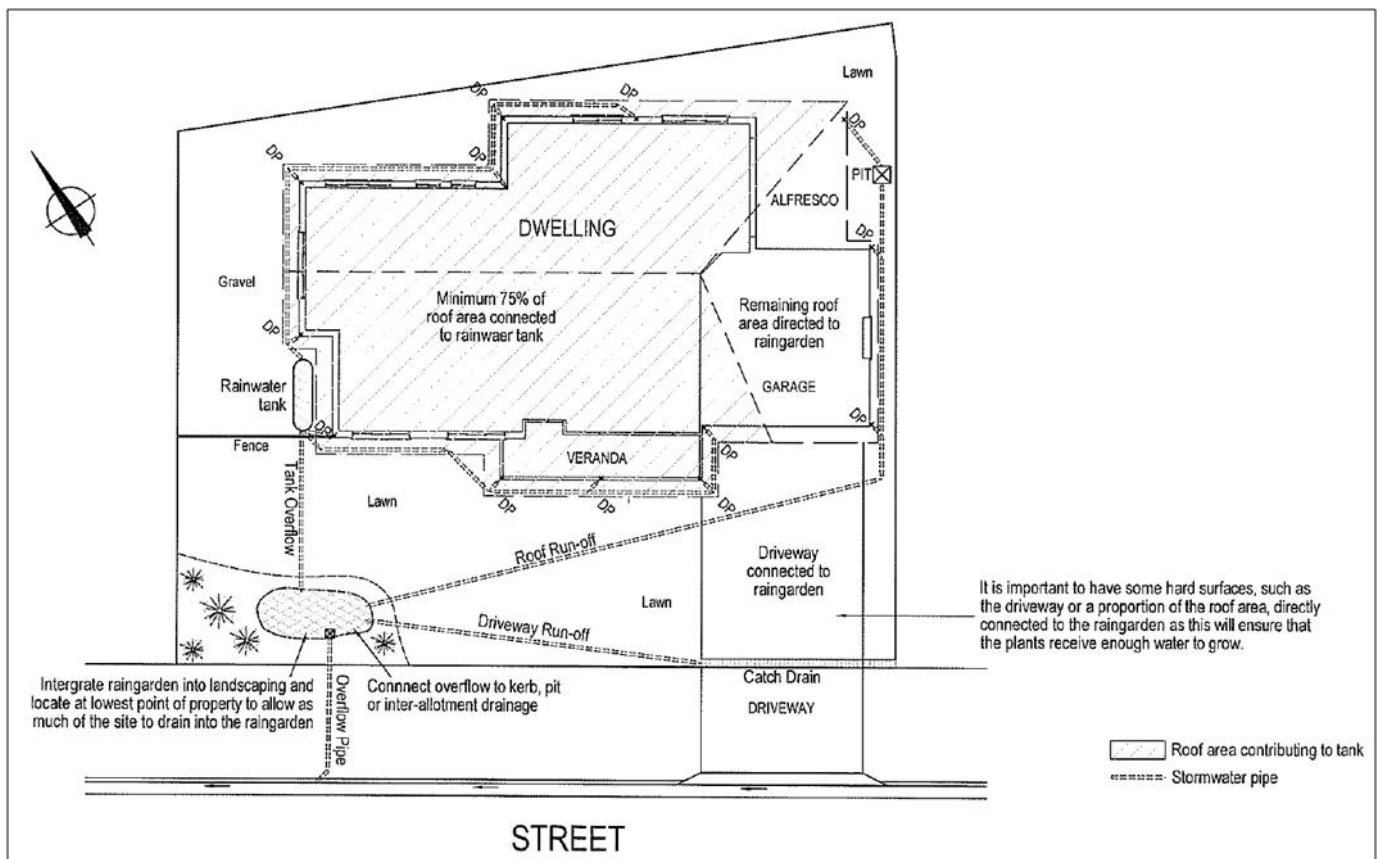 Lawn
DP
DP
DP
DP
DP
PIT
ALFRESCO
DWELLING
DP
Gravel
Minimum 75% of
roof area connected
to rainwaer tank
Remaining roof
area directed to
raingarden
DP
Rainwater
tank
GARAGE
DP
DP
Fence
VERANDA
DP
Tank Overflow
Lawn
DP
DP
DP
Roof Run-off
Driveway
connected to
raingarden
It is important to have some hard surfaces, such as
the driveway or a proportion of the roof area, directly
connected to the raingarden as this will ensure that
the plants receive enough water to grow.
Lawn
Driveway Run-off
Intergrate raingarden into landscaping and
locate at lowest point of property to allow as
much of the site to drain into the raingarden
Connnect overflow to kerb, pit
or inter-allotment drainage
Overflow Pipe
Catch Drain
DRIVEWAY
Roof area contributing to tank
Stormwater pipe
STREET